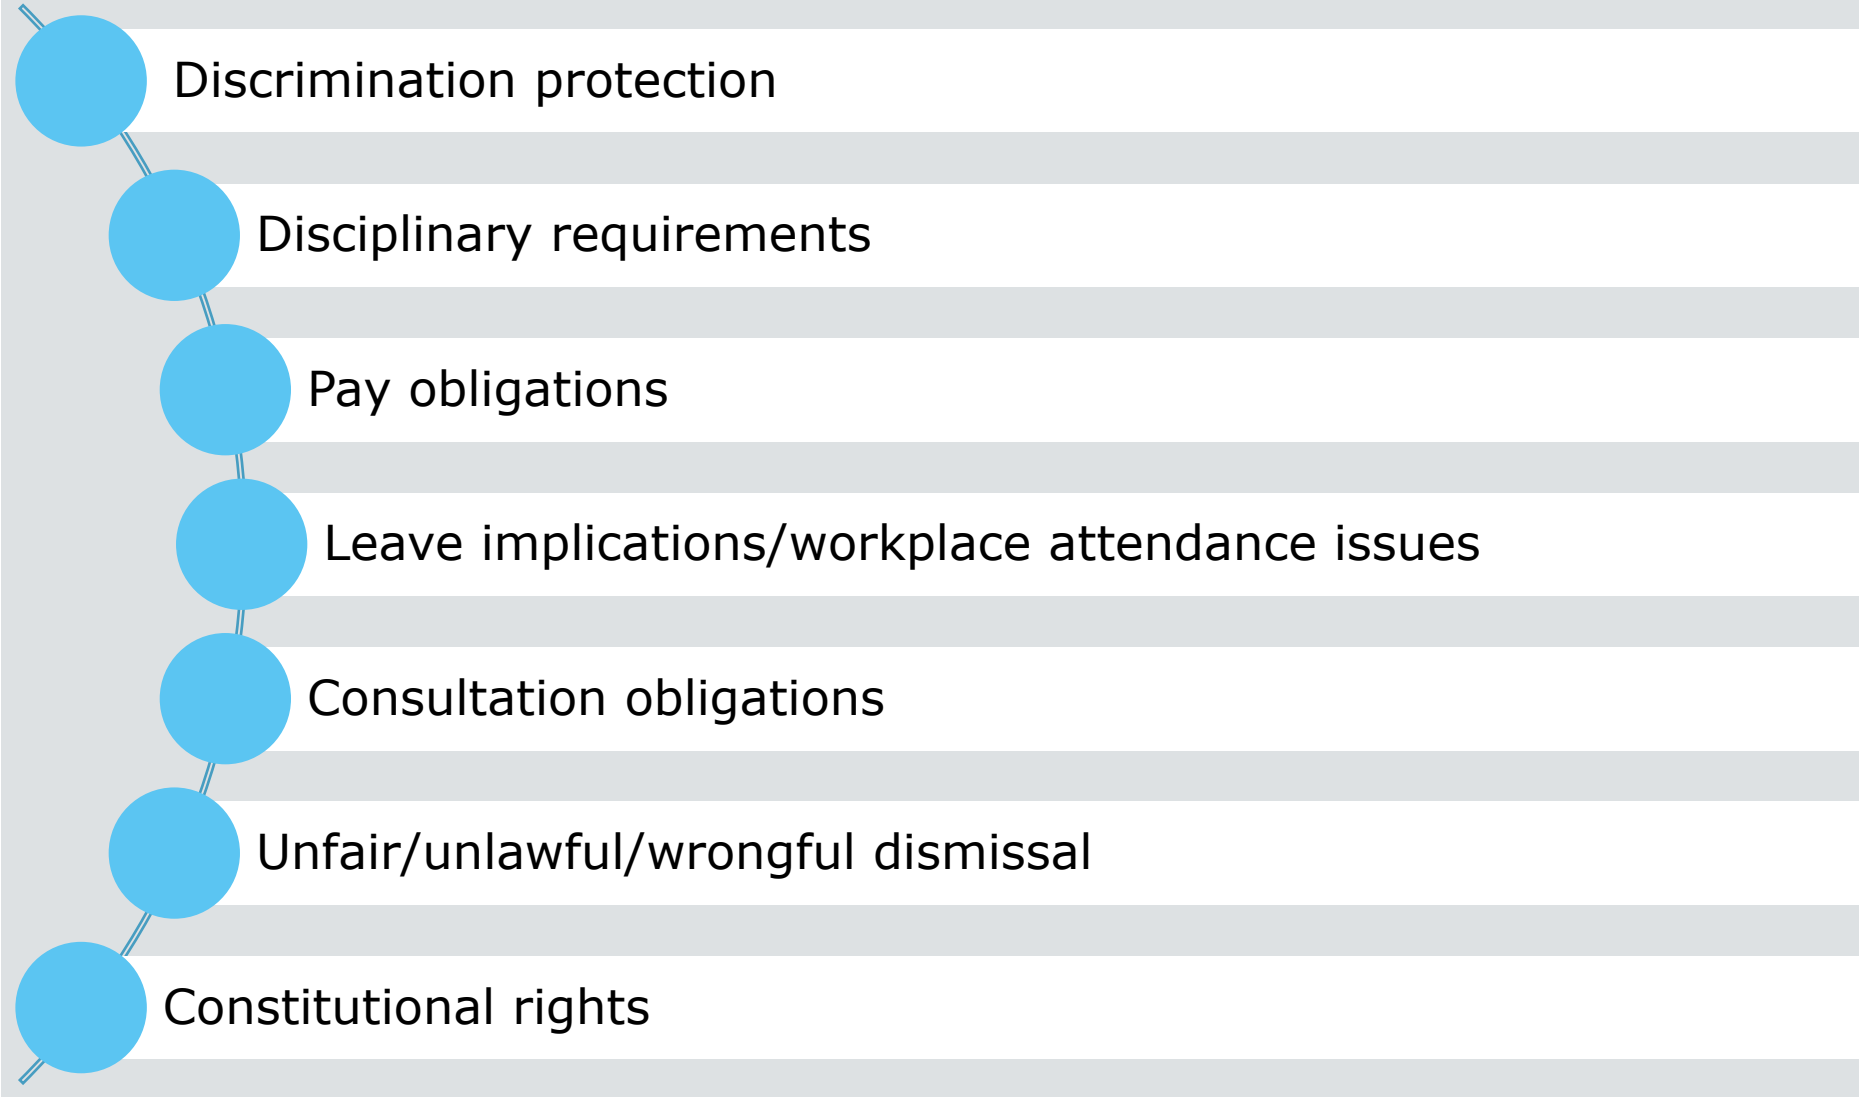 Discrimination protection
Disciplinary requirements
Pay obligations
Leave implications/workplace attendance issues
Consultation obligations
Unfair/unlawful/wrongful dismissal
Constitutional rights